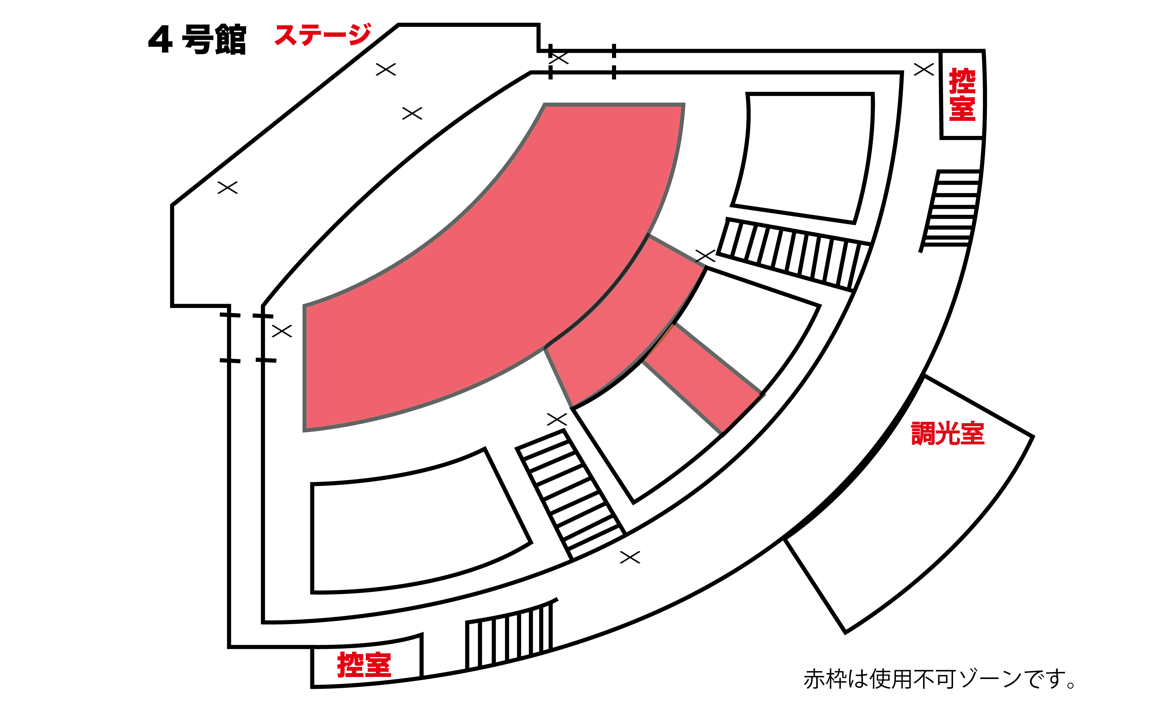 4号館
ステージ
控室
調光室
控室
赤枠は使用不可ゾーンです。